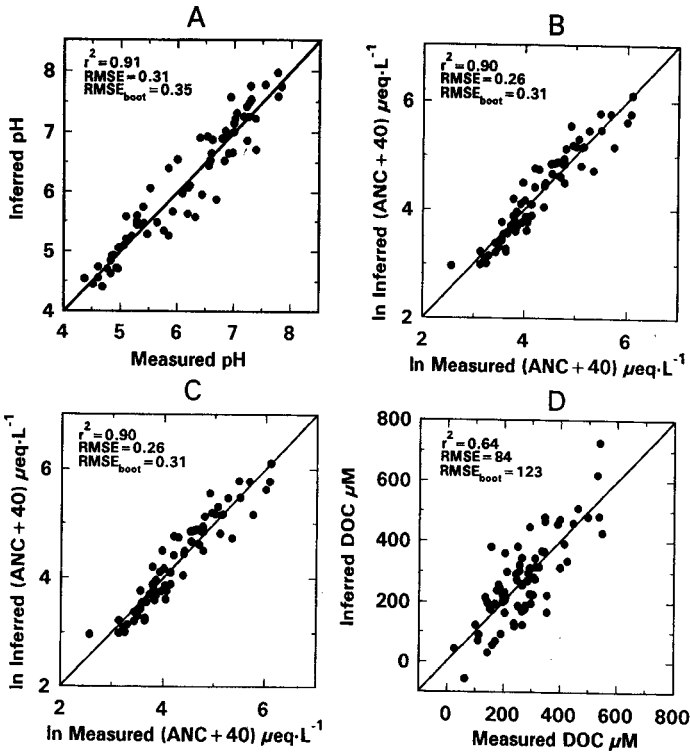 A
r²=0.91
RMSE=0.31
RMSEboot=0.35
8
7
6
5
4
Inferred pH
4 5 6 7 8
Measured pH
B
r²=0.90
RMSE=0.26
RMSEboot=0.31
6
4
2
ln Inferred (ANC+40) µeq·L⁻¹
2 4 6
ln Measured (ANC+40) µeq·L⁻¹
C
r²=0.90
RMSE=0.26
RMSEboot=0.31
6
4
2
ln Inferred (ANC+40) µeq·L⁻¹
2 4 6
ln Measured (ANC+40) µeq·L⁻¹
D
r²=0.64
RMSE=84
RMSEboot=123
800
600
400
200
0
Inferred DOC µM
0 200 400 600 800
Measured DOC µM